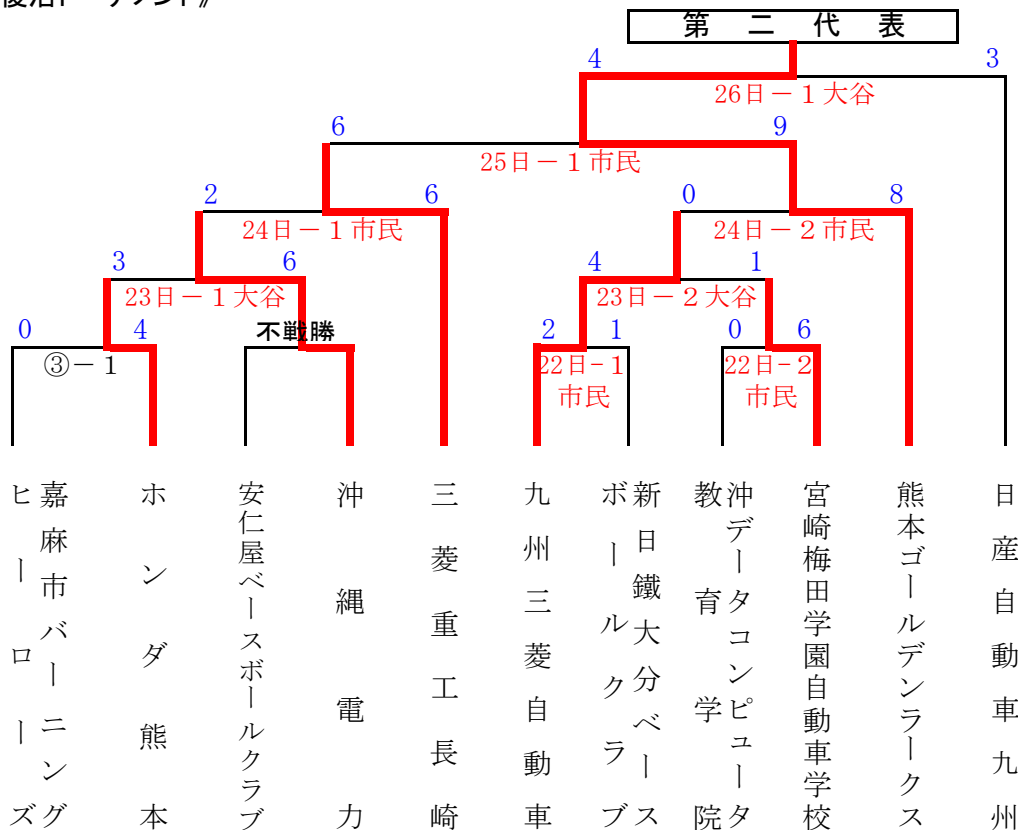 復活トーナメント》
第二代表
4
3
26日－１大谷
6
9
25日－１市民
2
6
0
8
24日－１市民
24日－２市民
3
6
4
1
23日－１大谷
23日－２大谷
0
4
不戦勝
2
1
0
6
③－１
22日－1
市民
22日－2
市民
嘉麻市バーニング
ヒーローズ
ホンダ熊本
安仁屋ベースボールクラブ
沖縄電力
三菱重工長崎
九州三菱自動車
新日鐵大分ベース
ボールクラブ
沖データコンピュータ
教育学院
宮崎梅田学園自動車学校
熊本ゴールデンラークス
日産自動車九州